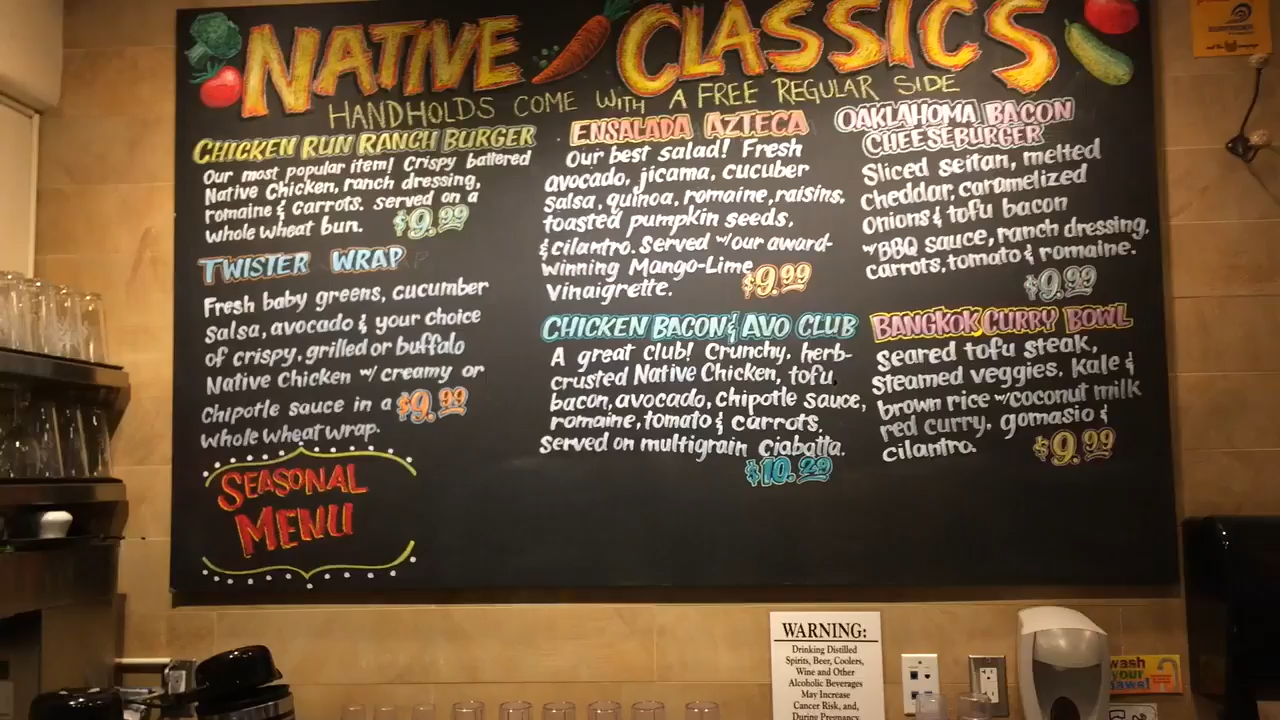 NATIVE CLASSICS
HANDHOLDS COME WITH A FREE REGULAR SIDE
CHICKEN RUN RANCH BURGER
Our most popular item! Crispy battered
Native Chicken, ranch dressing,
romaine & carrots. served on a
whole wheat bun. $9.99
TWISTER WRAP
Fresh baby greens, cucumber
Salsa, avocado & your choice
of crispy, grilled or buffalo
Native Chicken w/ creamy or
Chipotle sauce in a $9.99
whole wheat wrap.
SEASONAL
MENU
ENSALADA AZTECA
Our best salad! Fresh
avocado, jicama, cucuber
Salsa, quinoa, romaine, raisins,
toasted pumpkin seeds,
& cilantro. Served w/our award-
winning Mango-Lime
Vinaigrette. $9.99
CHICKEN BACON & AVO CLUB
A great club! Crunchy, herb-
crusted Native Chicken, tofu
bacon, avocado, chipotle sauce,
romaine, tomato & carrots.
Served on multigrain ciabatta.
$10.29
OAKLAHOMA BACON
CHEESEBURGER
Sliced seitan, melted
Cheddar, caramelized
Onions & tofu bacon
w/BBQ sauce, ranch dressing,
carrots, tomato & romaine.
$9.99
BANGKOK CURRY BOWL
Seared tofu steak,
Steamed veggies, Kale &
brown rice w/coconut milk
red curry, gomasio &
cilantro. $9.99
WARNING:
Drinking Distilled
Spirits, Beer, Coolers,
Wine and Other
Alcoholic Beverages
May Increase
Cancer Risk, and,
During Pregnancy
wash
your
paws!